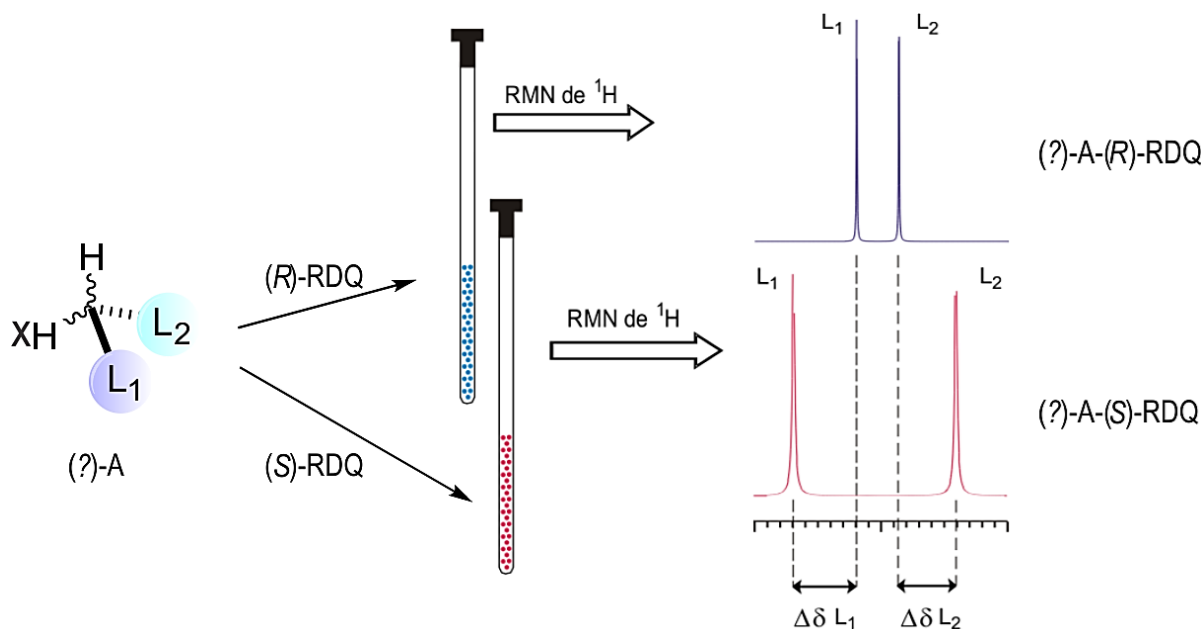 L₁ L₂
RMN de ¹H
(?)-A-(R)-RDQ
H
XH
L₂
L₁
(?)-A
(R)-RDQ
(S)-RDQ
RMN de ¹H
L₁ L₂
(?)-A-(S)-RDQ
Δδ L₁ Δδ L₂